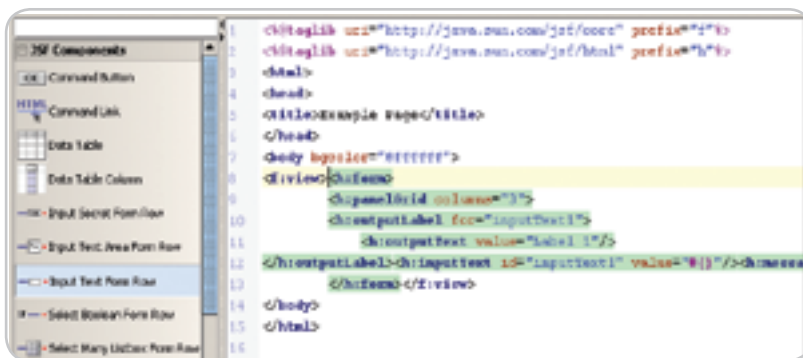 JSF Components
Command Button
Command Link
Data Table
Data Table Column
Input Secret Form Row
Input Text Area Form Row
Input Text Form Row
Select Boolean Form Row
Select Many Listbox Form Row
1 <%@taglib uri="http://java.sun.com/jsf/core" prefix="f"%>
2 <%@taglib uri="http://java.sun.com/jsf/html" prefix="h"%>
3 <html>
4 <head>
5 <title>Example Page</title>
6 </head>
7 <body bgcolor="#ffffff">
8 <f:view><h:form>
9 <h:panelGrid columns="3">
10 <h:outputLabel for="inputText1">
11 <h:outputText value="Label 1"/>
12 </h:outputLabel><h:inputText id="inputText1" value="#{}"/><h:messa
13 </h:form></f:view>
14 </body>
15 </html>
16